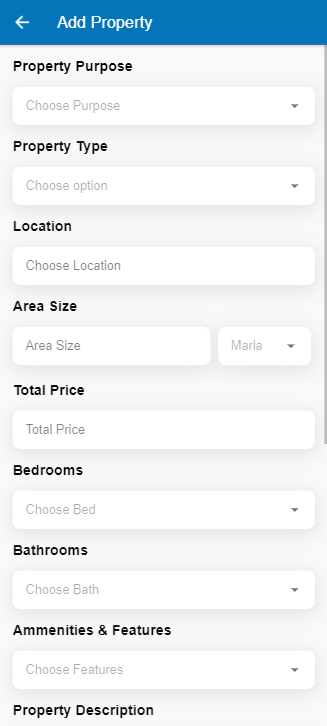 Add Property
Property Purpose
Choose Purpose
Property Type
Choose option
Location
Choose Location
Area Size
Area Size Marla
Total Price
Total Price
Bedrooms
Choose Bed
Bathrooms
Choose Bath
Ammenities & Features
Choose Features
Property Description